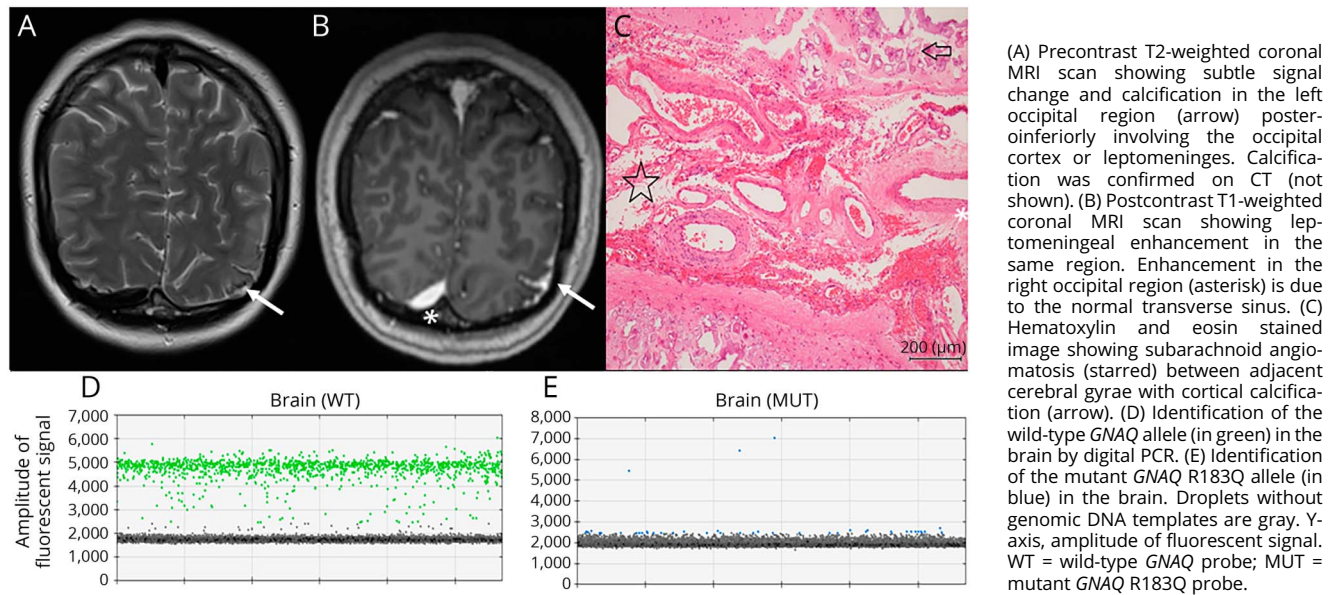 A
B
C
*
*
200 (µm)
D
Brain (WT)
E
Brain (MUT)
Amplitude of
fluorescent signal
7,000
6,000
5,000
4,000
3,000
2,000
1,000
0
8,000
7,000
6,000
5,000
4,000
3,000
2,000
1,000
0
(A) Precontrast T2-weighted coronal
MRI scan showing subtle signal
change and calcification in the left
occipital region (arrow) poster-
oinferiorly involving the occipital
cortex or leptomeninges. Calcifica-
tion was confirmed on CT (not
shown). (B) Postcontrast T1-weighted
coronal MRI scan showing lep-
tomeningeal enhancement in the
same region. Enhancement in the
right occipital region (asterisk) is due
to the normal transverse sinus. (C)
Hematoxylin and eosin stained
image showing subarachnoid angio-
matosis (starred) between adjacent
cerebral gyrae with cortical calcifica-
tion (arrow). (D) Identification of the
wild-type GNAQ allele (in green) in the
brain by digital PCR. (E) Identification
of the mutant GNAQ R183Q allele (in
blue) in the brain. Droplets without
genomic DNA templates are gray. Y-
axis, amplitude of fluorescent signal.
WT = wild-type GNAQ probe; MUT =
mutant GNAQ R183Q probe.